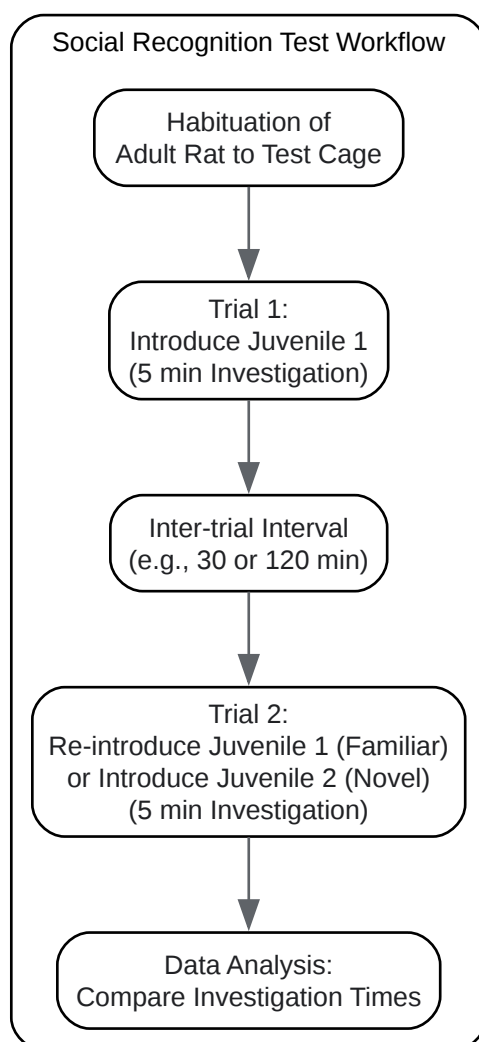 Social Recognition Test Workflow
Habituation of
Adult Rat to Test Cage
Trial 1:
Introduce Juvenile 1
(5 min Investigation)
Inter-trial Interval
(e.g., 30 or 120 min)
Trial 2:
Re-introduce Juvenile 1 (Familiar)
or Introduce Juvenile 2 (Novel)
(5 min Investigation)
Data Analysis:
Compare Investigation Times